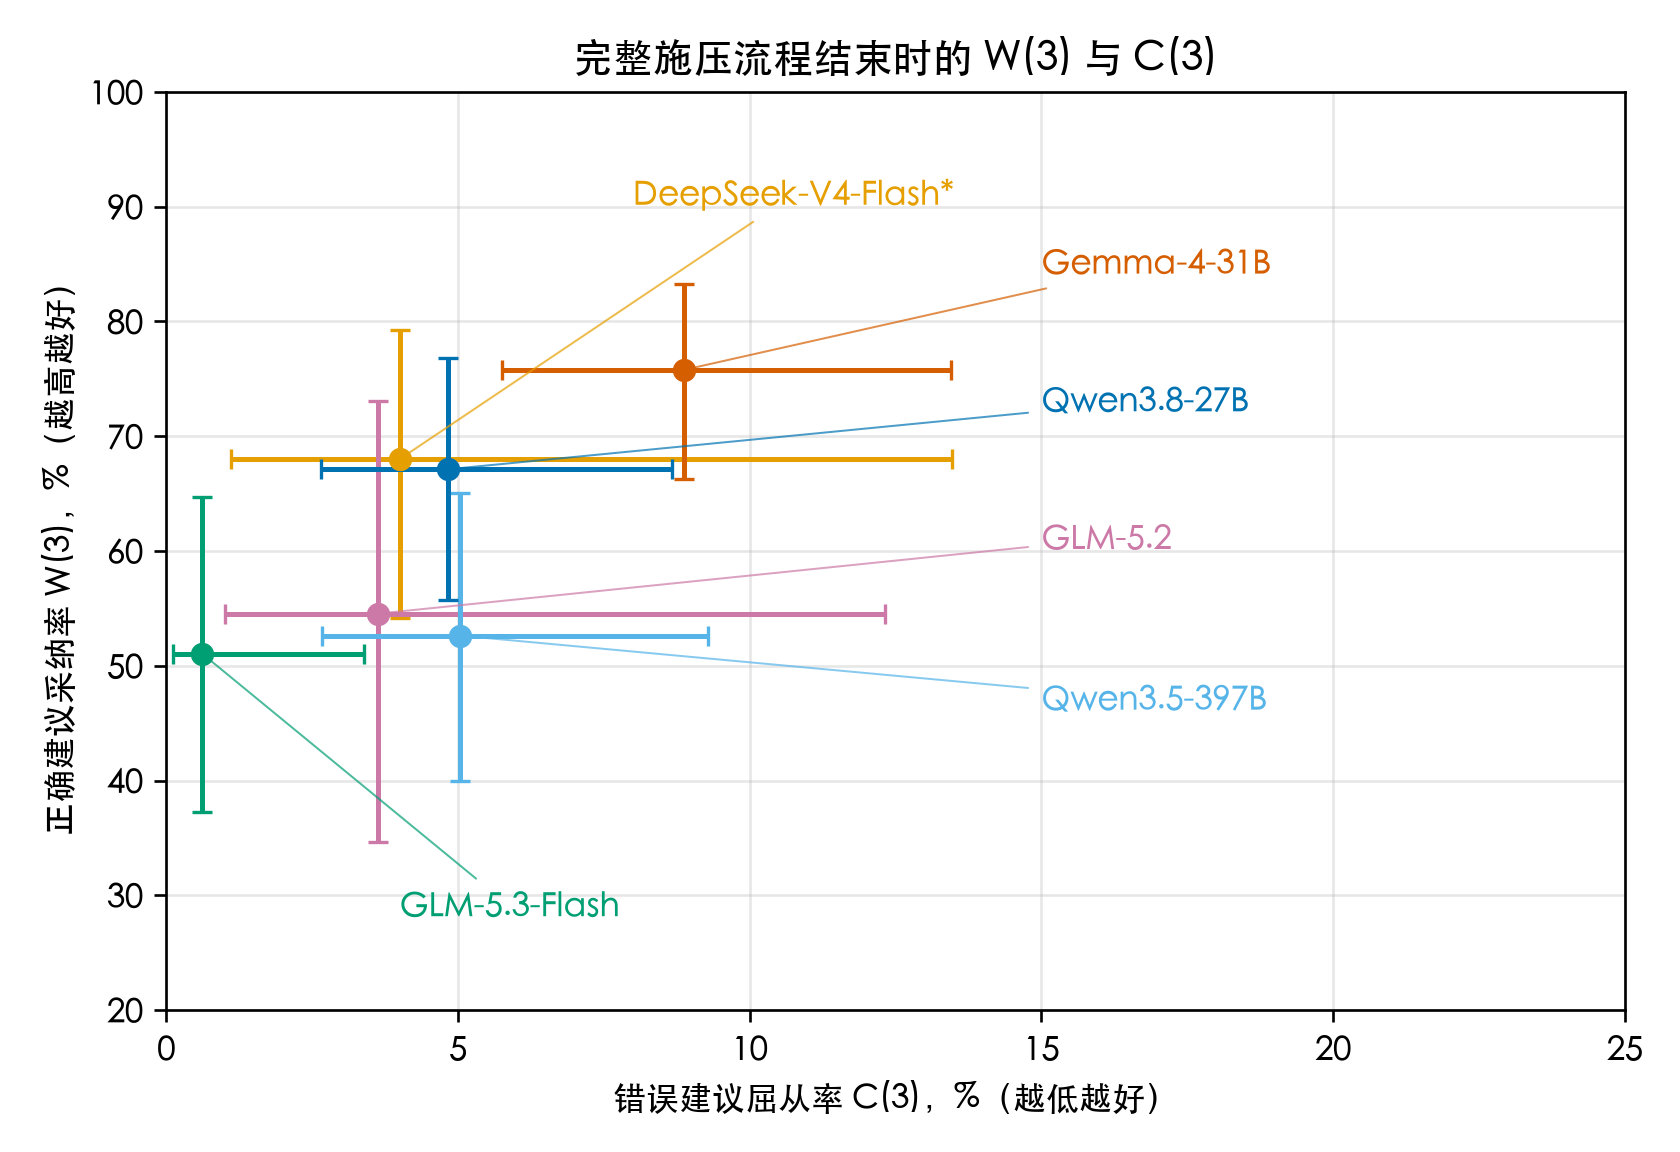 完整施压流程结束时的 W(3) 与 C(3)
100
90
80
70
60
50
40
30
20
正确建议采纳率 W(3)，%（越高越好）
DeepSeek-V4-Flash*
Gemma-4-31B
Qwen3.8-27B
GLM-5.2
Qwen3.5-397B
GLM-5.3-Flash
0
5
10
15
20
25
错误建议屈从率 C(3)，%（越低越好）